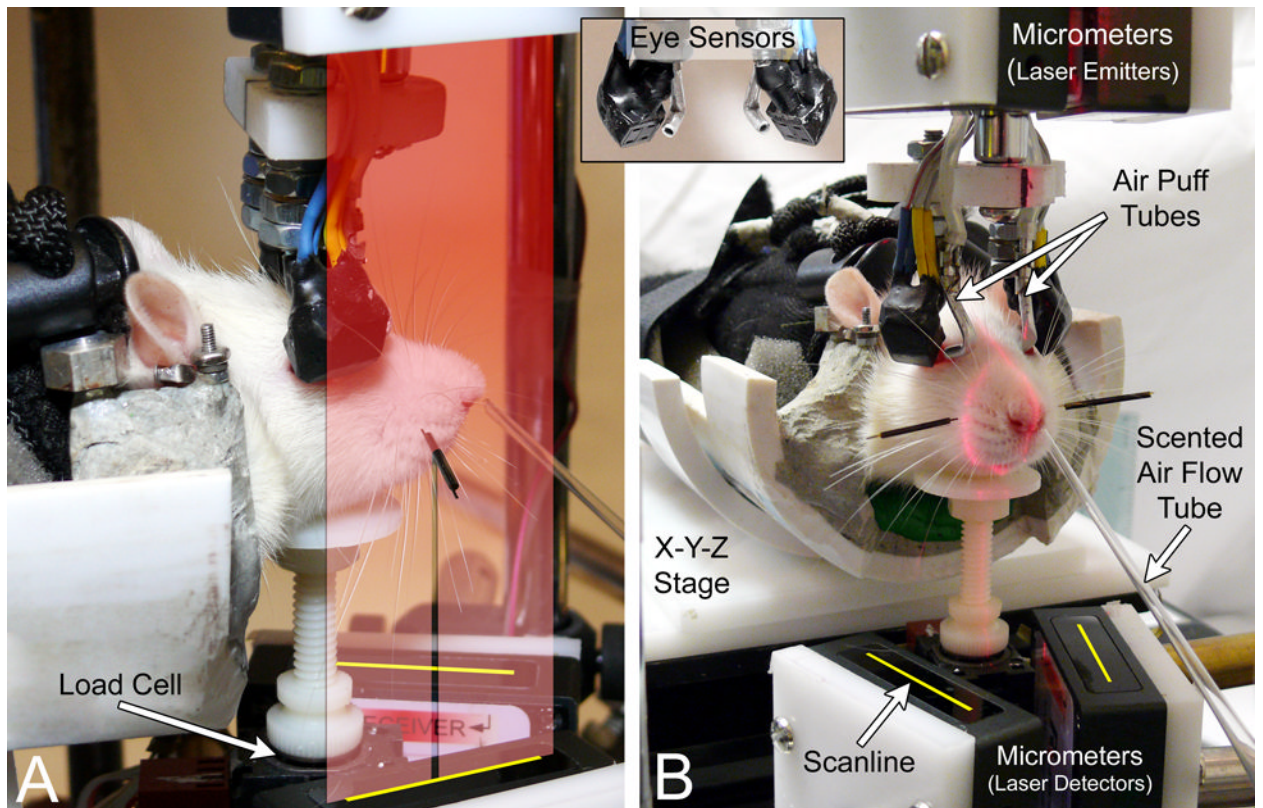 Load Cell
ECEIVER
A
Eye Sensors
Micrometers
(Laser Emitters)
Air Puff
Tubes
Scented
Air Flow
Tube
X-Y-Z
Stage
Scanline
Micrometers
(Laser Detectors)
B